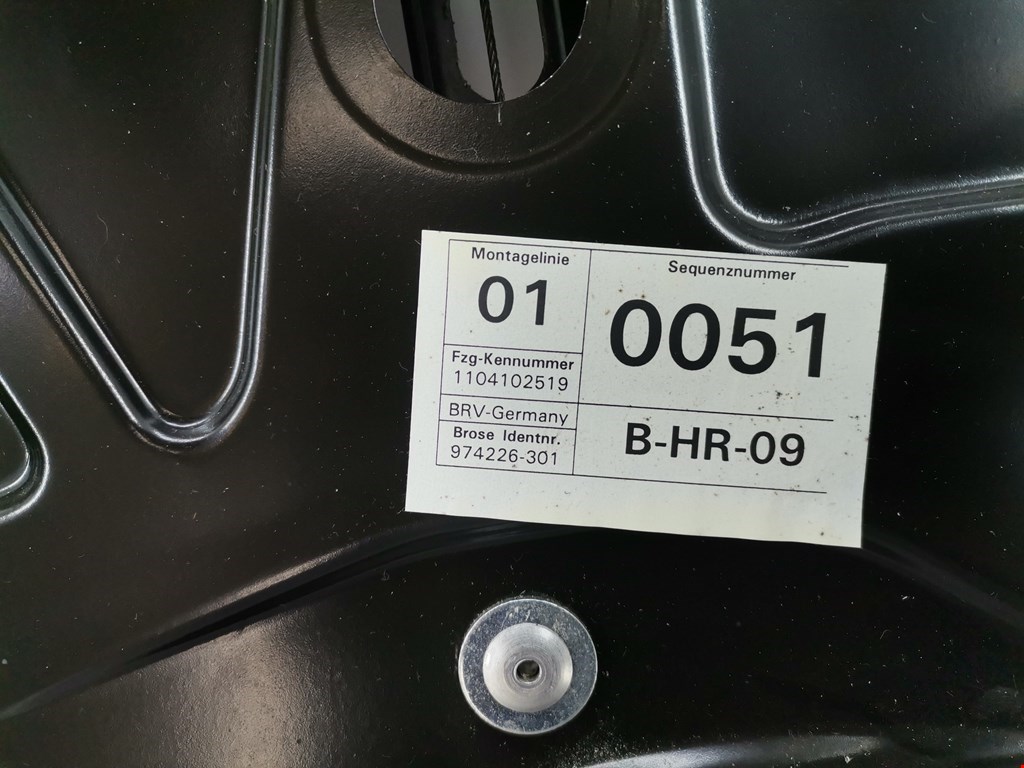 Montagelinie
01
Sequenznummer
0051
Fzg-Kennummer
1104102519
BRV-Germany
Brose Identnr.
974226-301
B-HR-09